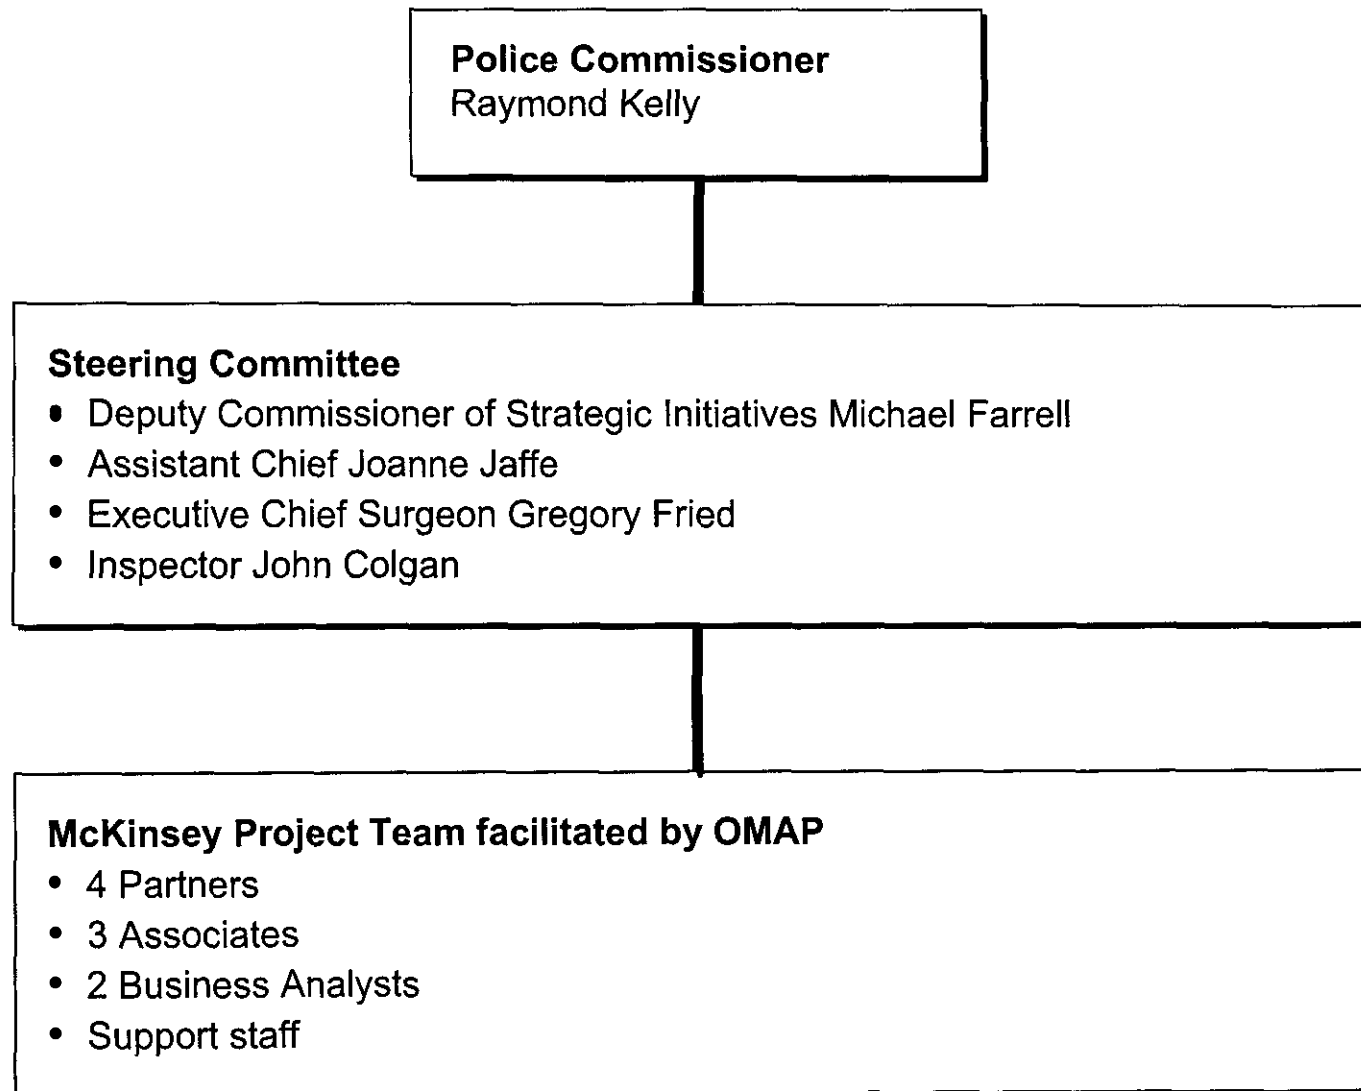 Police Commissioner
Raymond Kelly
Steering Committee
• Deputy Commissioner of Strategic Initiatives Michael Farrell
• Assistant Chief Joanne Jaffe
• Executive Chief Surgeon Gregory Fried
• Inspector John Colgan
McKinsey Project Team facilitated by OMAP
• 4 Partners
• 3 Associates
• 2 Business Analysts
• Support staff